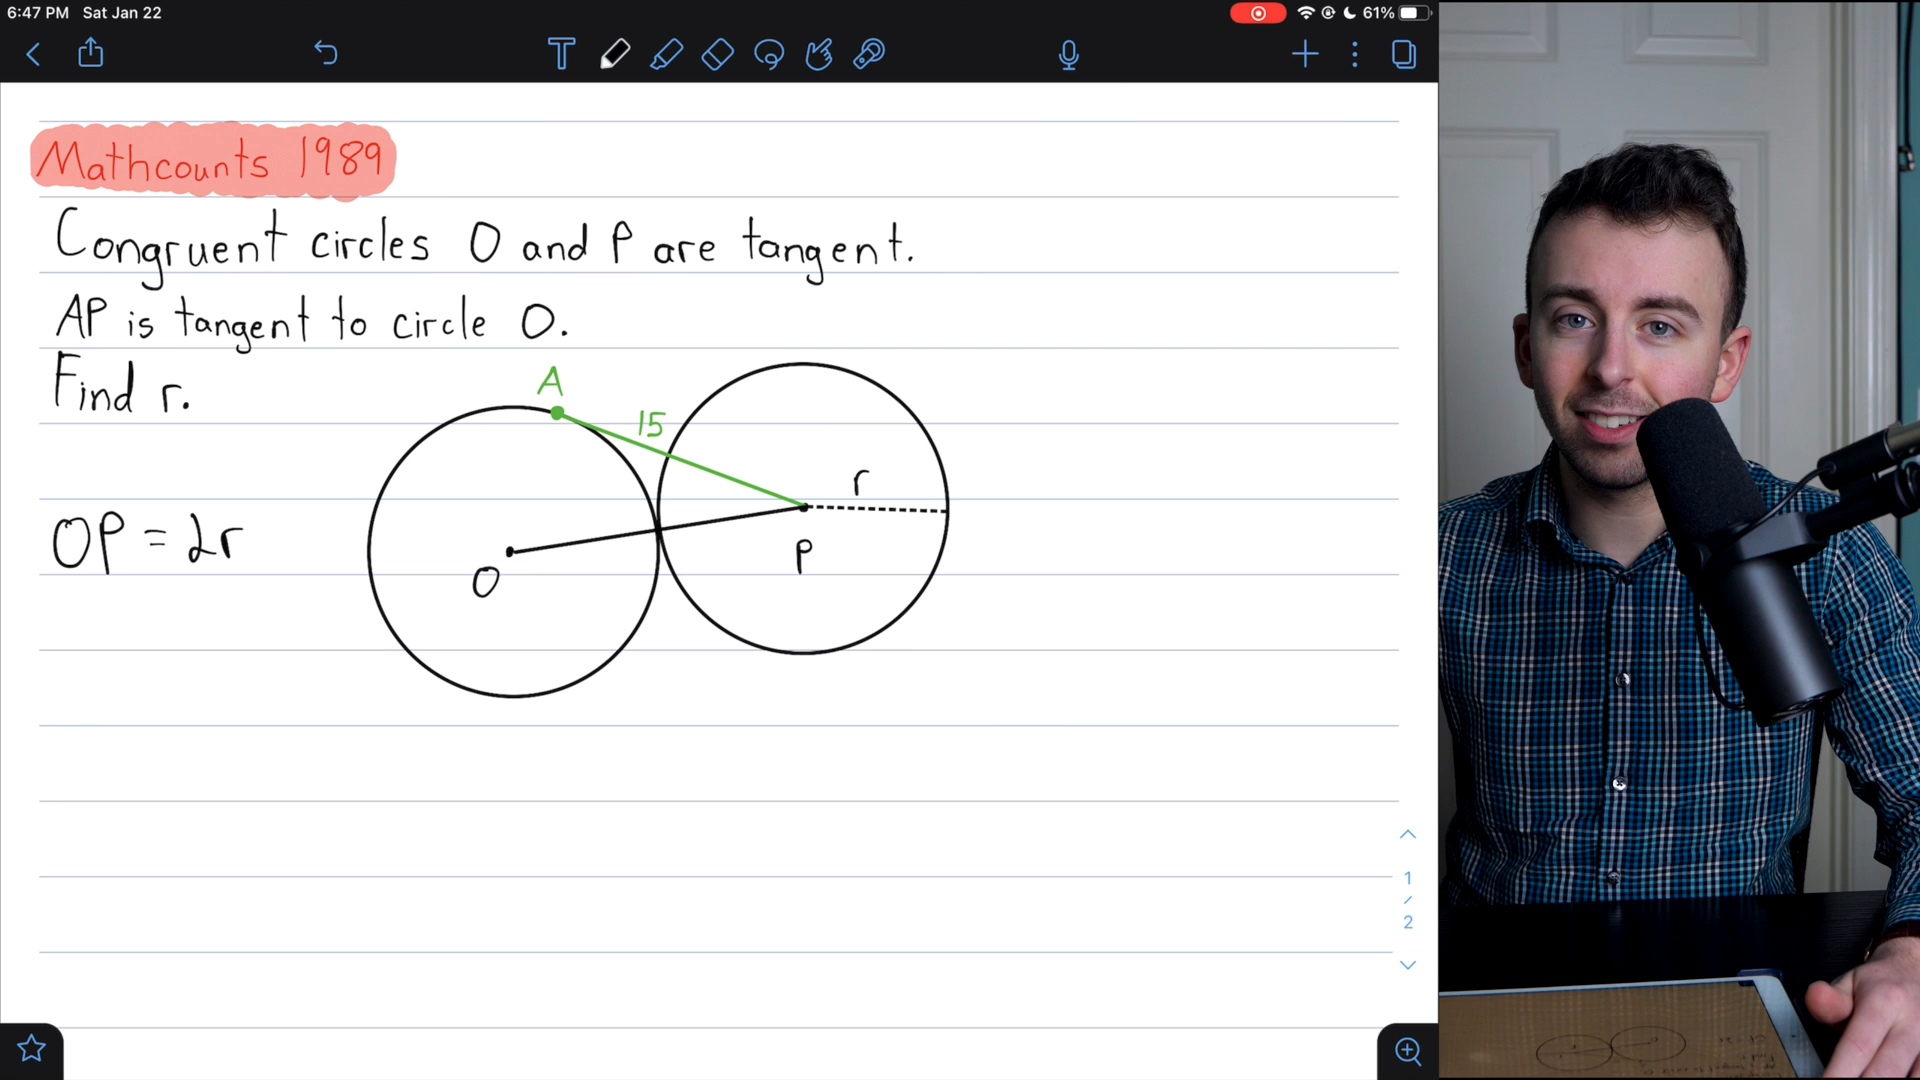 6:47 PM Sat Jan 22
61%
Mathcounts 1989
Congruent circles O and P are tangent.
AP is tangent to circle O.
Find r.
A
15
r
OP = 2r
P
O
1
/
2